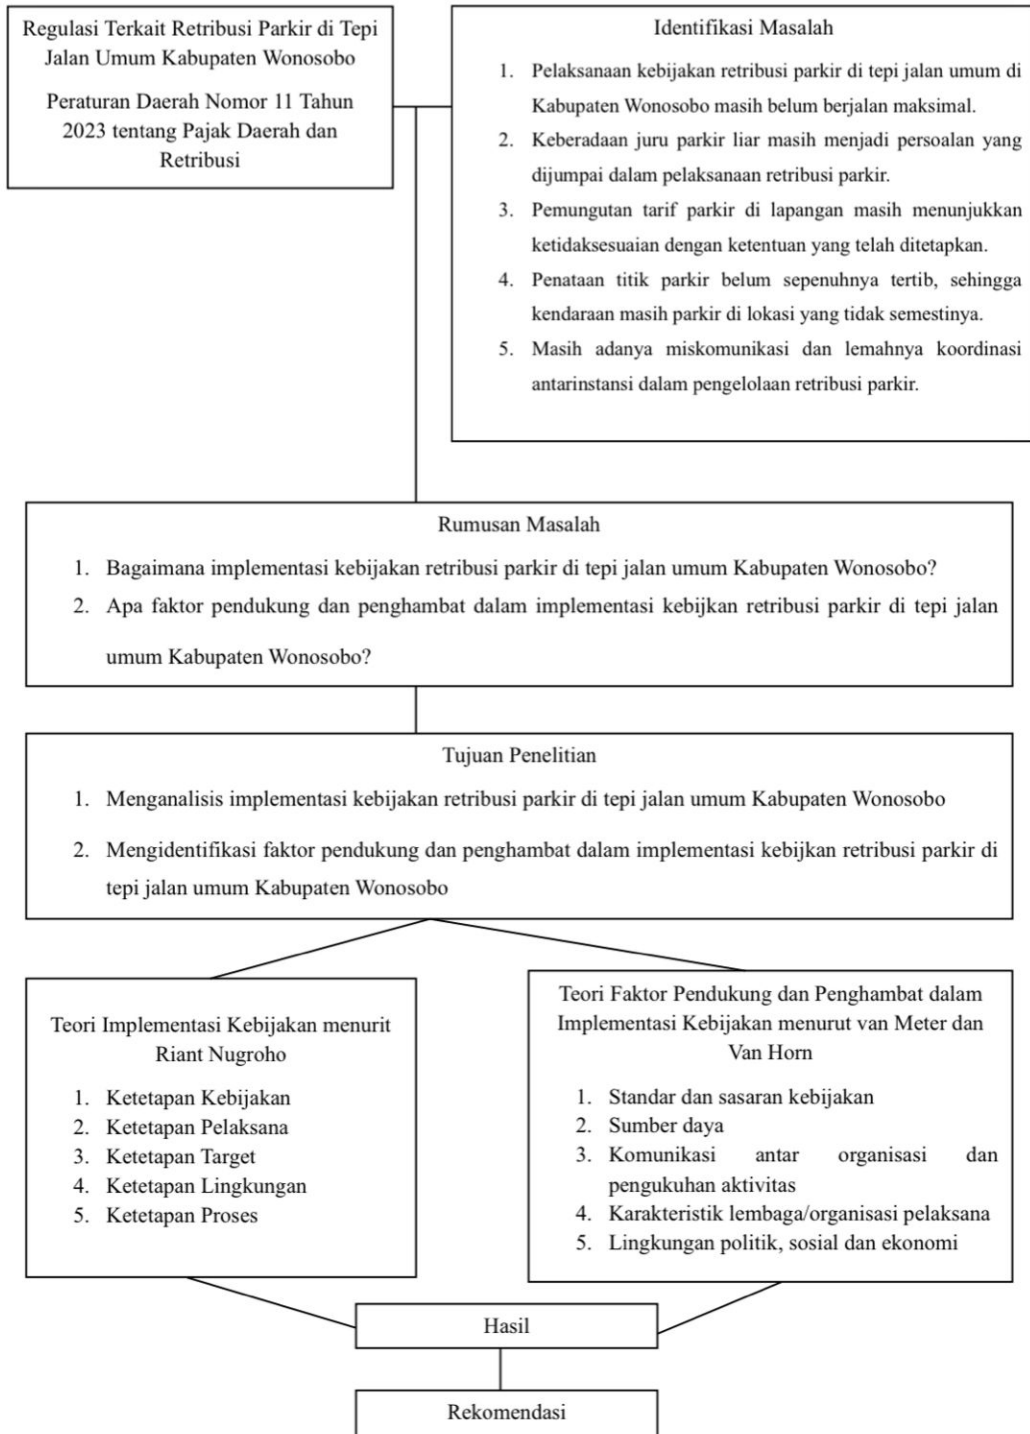 Regulasi Terkait Retribusi Parkir di Tepi
Jalan Umum Kabupaten Wonosobo
Peraturan Daerah Nomor 11 Tahun
2023 tentang Pajak Daerah dan
Retribusi
Identifikasi Masalah
1. Pelaksanaan kebijakan retribusi parkir di tepi jalan umum di
Kabupaten Wonosobo masih belum berjalan maksimal.
2. Keberadaan juru parkir liar masih menjadi persoalan yang
dijumpai dalam pelaksanaan retribusi parkir.
3. Pemungutan tarif parkir di lapangan masih menunjukkan
ketidaksesuaian dengan ketentuan yang telah ditetapkan.
4. Penataan titik parkir belum sepenuhnya tertib, sehingga
kendaraan masih parkir di lokasi yang tidak semestinya.
5. Masih adanya miskomunikasi dan lemahnya koordinasi
antarinstansi dalam pengelolaan retribusi parkir.
Rumusan Masalah
1. Bagaimana implementasi kebijakan retribusi parkir di tepi jalan umum Kabupaten Wonosobo?
2. Apa faktor pendukung dan penghambat dalam implementasi kebijkan retribusi parkir di tepi jalan
umum Kabupaten Wonosobo?
Tujuan Penelitian
1. Menganalisis implementasi kebijakan retribusi parkir di tepi jalan umum Kabupaten Wonosobo
2. Mengidentifikasi faktor pendukung dan penghambat dalam implementasi kebijkan retribusi parkir di
tepi jalan umum Kabupaten Wonosobo
Teori Implementasi Kebijakan menurit
Riant Nugroho
1. Ketetapan Kebijakan
2. Ketetapan Pelaksana
3. Ketetapan Target
4. Ketetapan Lingkungan
5. Ketetapan Proses
Teori Faktor Pendukung dan Penghambat dalam
Implementasi Kebijakan menurut van Meter dan
Van Horn
1. Standar dan sasaran kebijakan
2. Sumber daya
3. Komunikasi antar organisasi dan
pengukuhan aktivitas
4. Karakteristik lembaga/organisasi pelaksana
5. Lingkungan politik, sosial dan ekonomi
Hasil
Rekomendasi